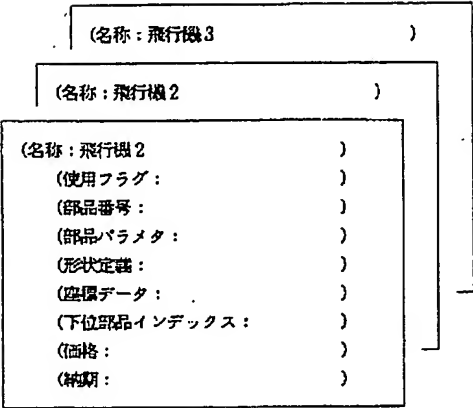 (名称：飛行機3 )
(名称：飛行機2 )
(名称：飛行機2 )
(使用フラグ： )
(部品番号： )
(部品パラメタ： )
(形状定義： )
(座標データ： )
(下位部品インデックス： )
(価格： )
(納期： )